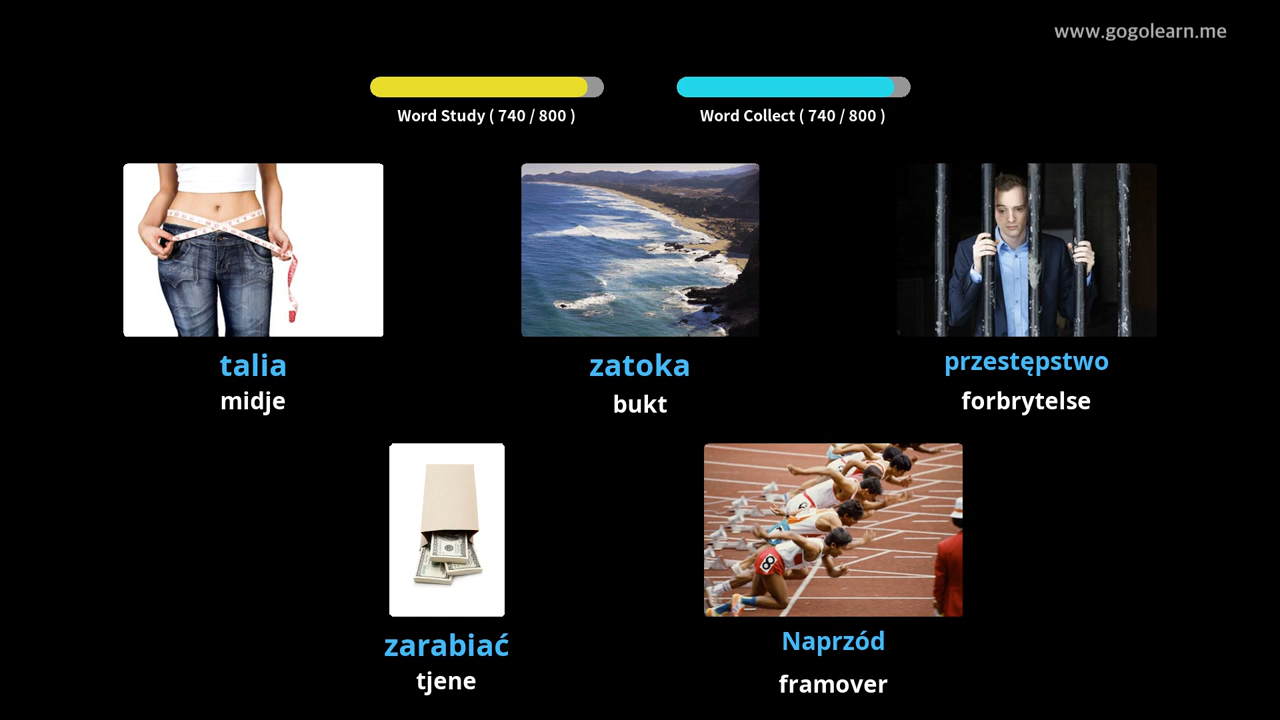 www.gogolearn.me
Word Study ( 740 / 800 )
Word Collect ( 740 / 800 )
talia
midje
zatoka
bukt
przestępstwo
forbrytelse
zarabiać
tjene
Naprzód
framover